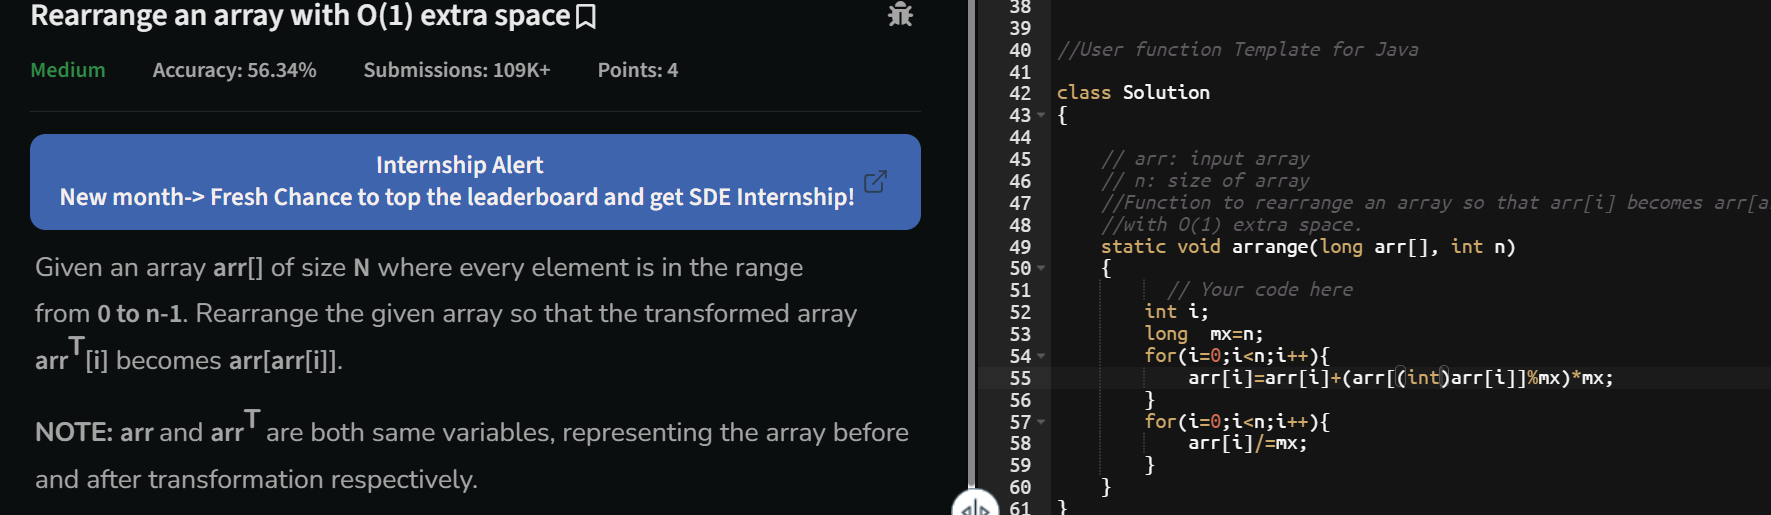 Rearrange an array with O(1) extra space
Medium Accuracy: 56.34% Submissions: 109K+ Points: 4
Internship Alert
New month-> Fresh Chance to top the leaderboard and get SDE Internship!
Given an array arr[] of size N where every element is in the range
from 0 to n-1. Rearrange the given array so that the transformed array
arrT[i] becomes arr[arr[i]].
NOTE: arr and arrT are both same variables, representing the array before
and after transformation respectively.
38
39
40 //User function Template for Java
41
42 class Solution
43 {
44
45 // arr: input array
46 // n: size of array
47 //Function to rearrange an array so that arr[i] becomes arr[a
48 //with O(1) extra space.
49 static void arrange(long arr[], int n)
50 {
51 // Your code here
52 int i;
53 long  mx=n;
54 for(i=0;i<n;i++){
55 arr[i]=arr[i]+(arr[(int)arr[i]]%mx)*mx;
56 }
57 for(i=0;i<n;i++){
58 arr[i]/=mx;
59 }
60 }
61 }